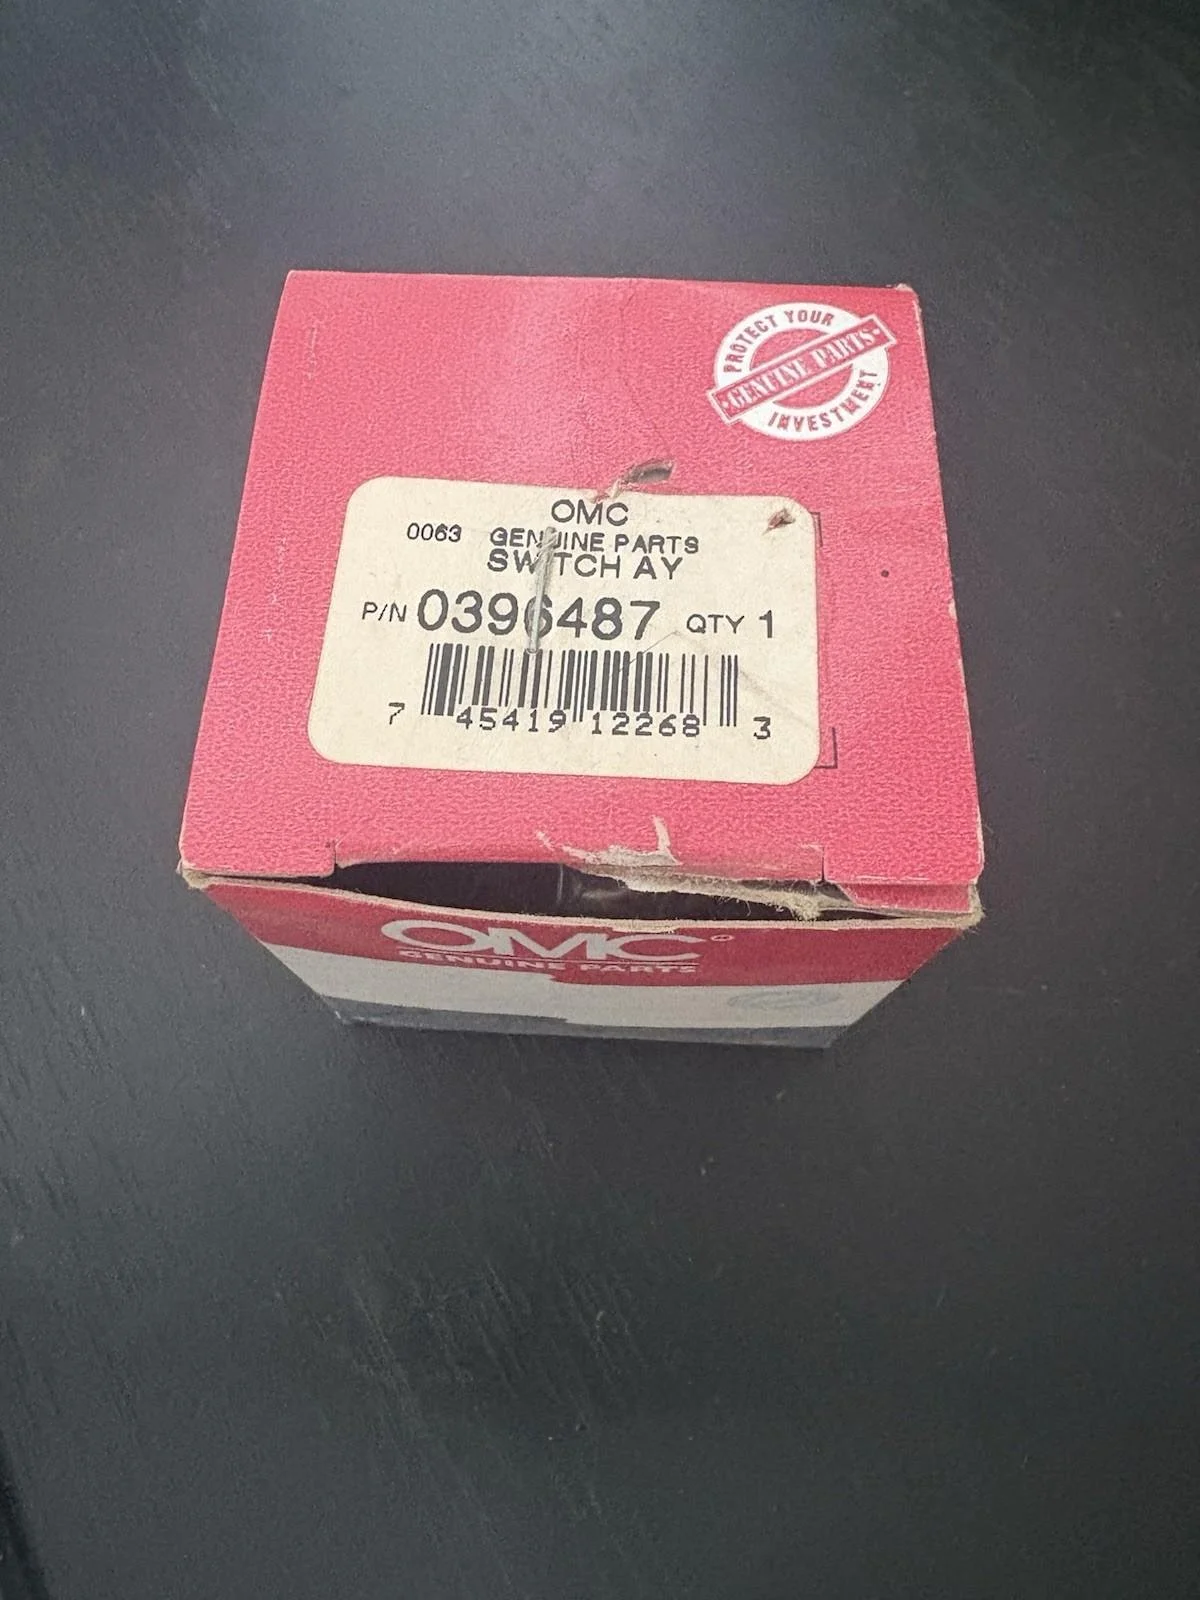 PROTECT YOUR
GENUINE PARTS
INVESTMENT
OMC
0063 GENUINE PARTS
SWITCH AY
P/N 0396487 QTY 1
7 45419 12268 3
OMC
GENUINE PARTS